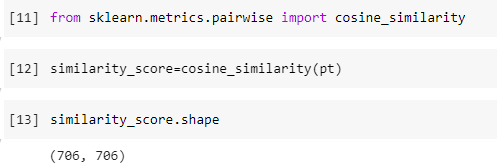 [11] from sklearn.metrics.pairwise import cosine_similarity
[12] similarity_score=cosine_similarity(pt)
[13] similarity_score.shape
(706, 706)